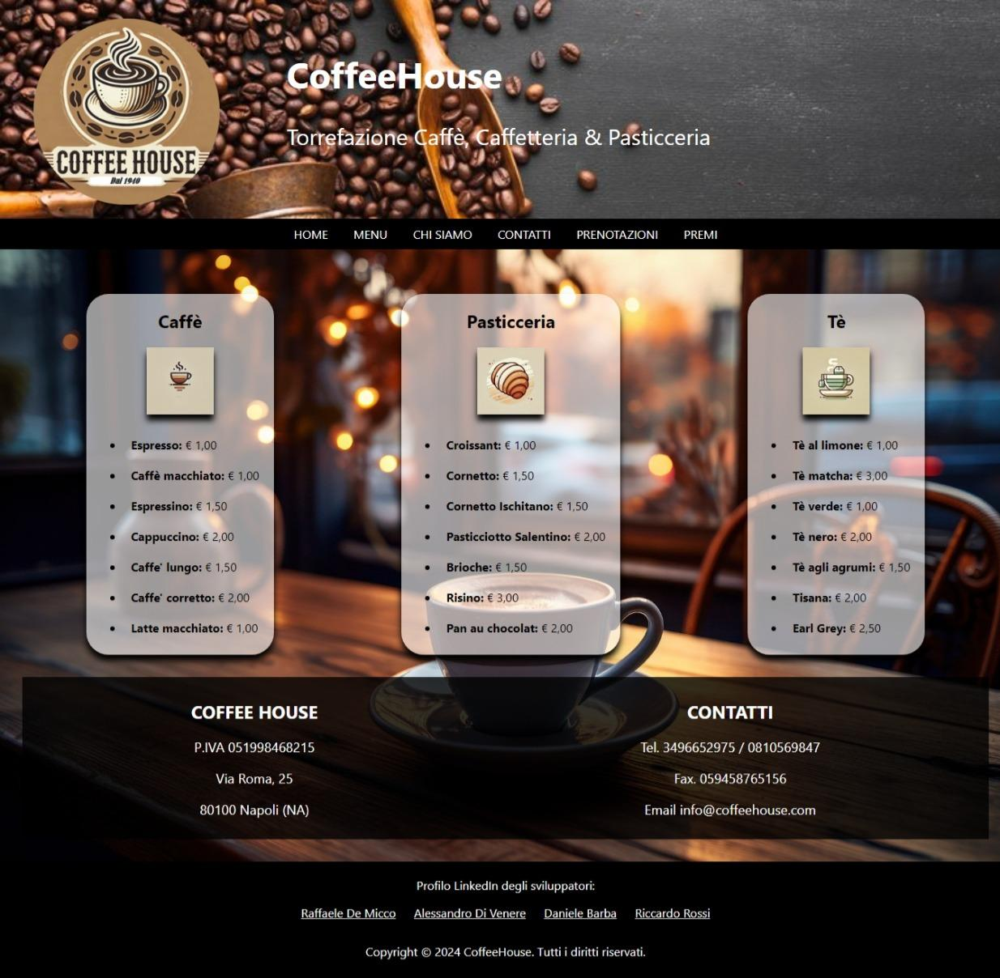 COFFEE HOUSE
Dal 1940
CoffeeHouse
Torrefazione Caffè, Caffetteria & Pasticceria
HOME MENU CHI SIAMO CONTATTI PRENOTAZIONI PREMI
Caffè
Espresso: € 1,00
Caffè macchiato: € 1,00
Espressino: € 1,50
Cappuccino: € 2,00
Caffe' lungo: € 1,50
Caffe' corretto: € 2,00
Latte macchiato: € 1,00
Pasticceria
Croissant: € 1,00
Cornetto: € 1,50
Cornetto Ischitano: € 1,50
Pasticciotto Salentino: € 2,00
Brioche: € 1,50
Risino: € 3,00
Pan au chocolat: € 2,00
Tè
Tè al limone: € 1,00
Tè matcha: € 3,00
Tè verde: € 1,00
Tè nero: € 2,00
Tè agli agrumi: € 1,50
Tisana: € 2,00
Earl Grey: € 2,50
COFFEE HOUSE
P.IVA 051998468215
Via Roma, 25
80100 Napoli (NA)
CONTATTI
Tel. 3496652975 / 0810569847
Fax. 059458765156
Email info@coffeehouse.com
Profilo LinkedIn degli sviluppatori:
Raffaele De Micco Alessandro Di Venere Daniele Barba Riccardo Rossi
Copyright © 2024 CoffeeHouse. Tutti i diritti riservati.